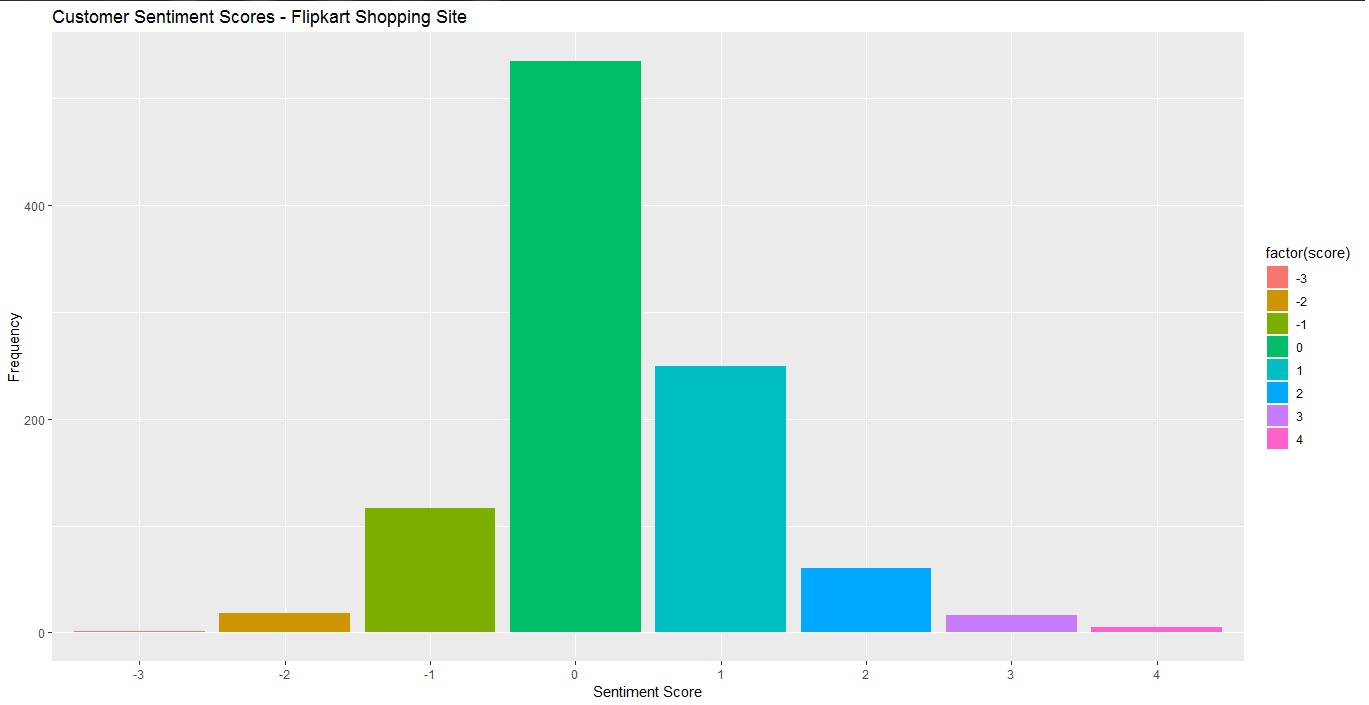 Customer Sentiment Scores - Flipkart Shopping Site
Frequency
400
200
0
-3 -2 -1 0 1 2 3 4
Sentiment Score
factor(score)
-3
-2
-1
0
1
2
3
4